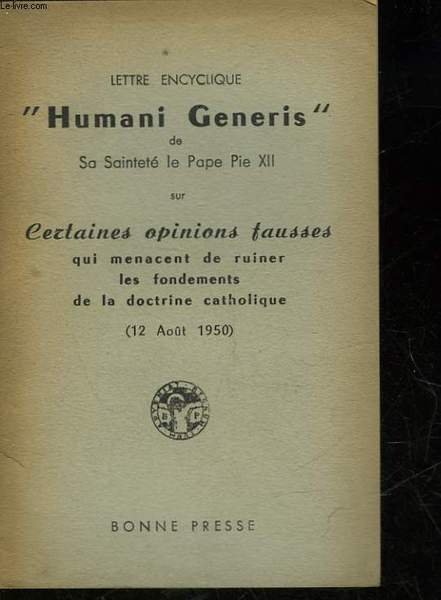 Le-livre.com
LETTRE ENCYCLIQUE
"Humani Generis"
de
Sa Sainteté le Pape Pie XII
sur
Certaines opinions fausses
qui menacent de ruiner
les fondements
de la doctrine catholique
(12 Août 1950)
B P
BONNE PRESSE